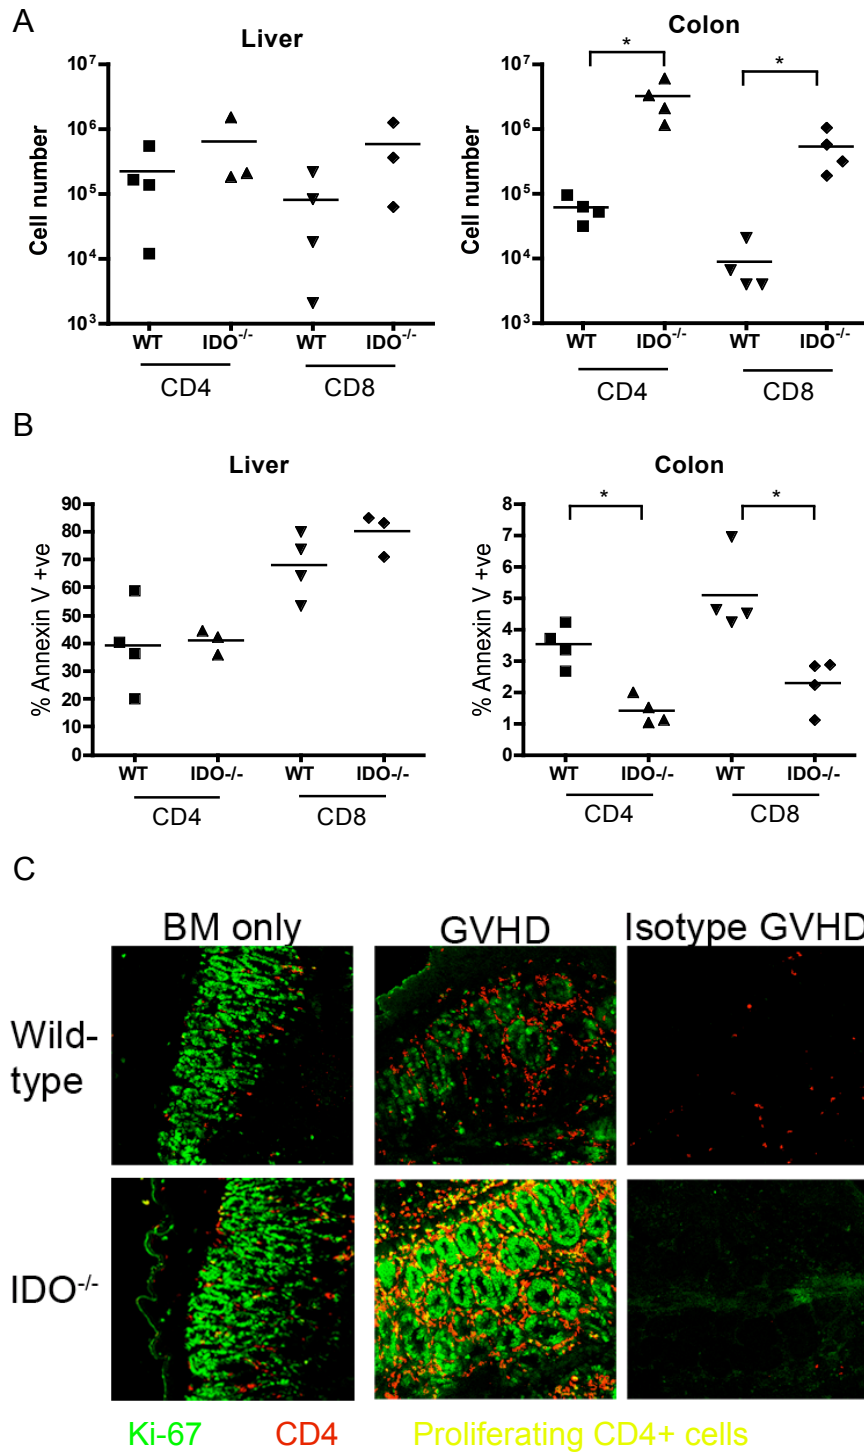 A
Liver
Colon
Cell number
10⁷
10⁶
10⁵
10⁴
10³
WT IDO⁻/⁻ WT IDO⁻/⁻
CD4 CD8
Cell number
10⁷
10⁶
10⁵
10⁴
10³
* *
WT IDO⁻/⁻ WT IDO⁻/⁻
CD4 CD8
B
Liver
Colon
% Annexin V +ve
90
80
70
60
50
40
30
20
10
0
WT IDO-/- WT IDO-/-
CD4 CD8
% Annexin V +ve
8
7
6
5
4
3
2
1
0
* *
WT IDO-/- WT IDO-/-
CD4 CD8
C
BM only GVHD Isotype GVHD
Wild-
type
IDO⁻/⁻
Ki-67 CD4 Proliferating CD4+ cells